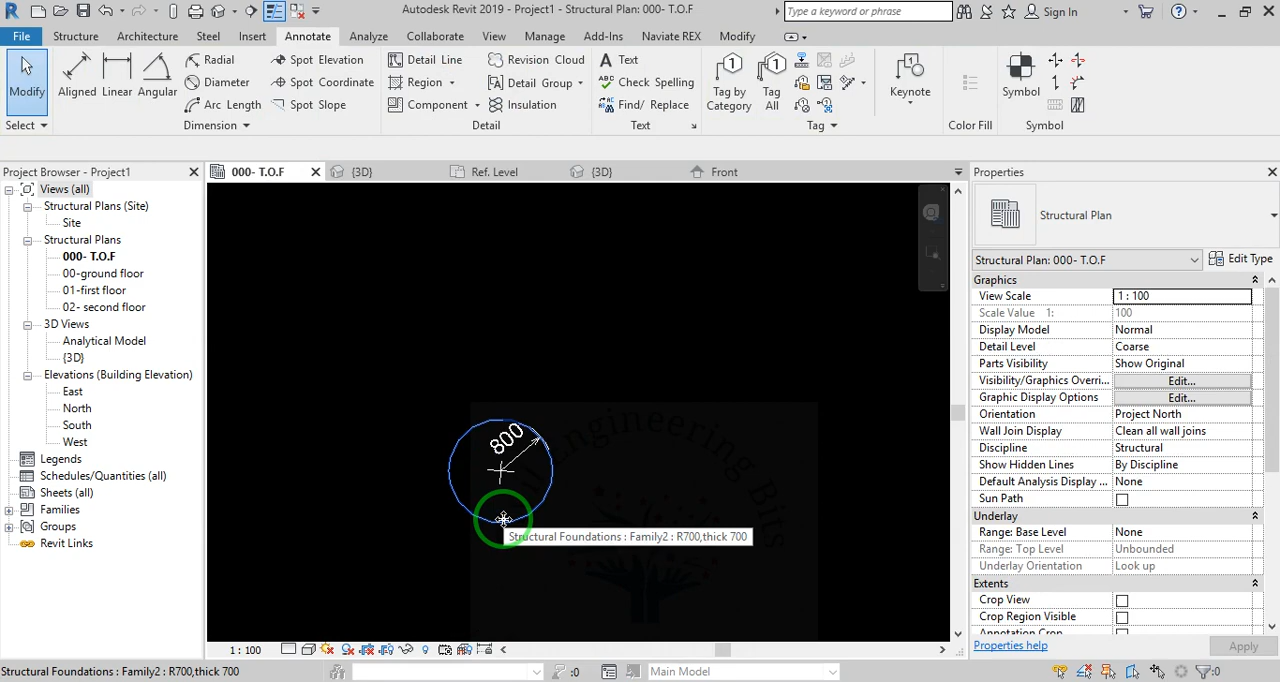 Autodesk Revit 2019 - Project1 - Structural Plan: 000- T.O.F
Type a keyword or phrase
Sign In
File Structure Architecture Steel Insert Annotate Analyze Collaborate View Manage Add-Ins Naviate REX Modify
Modify
Select
Aligned Linear Angular
Radial
Diameter
Arc Length
Spot Elevation
Spot Coordinate
Spot Slope
Dimension
Detail Line
Region
Component
Revision Cloud
Detail Group
Insulation
Detail
Text
Check Spelling
Find/ Replace
Text
Tag by
Category
Tag
All
Tag
Keynote
Color Fill
Symbol
Symbol
Project Browser - Project1
000- T.O.F {3D} Ref. Level {3D} Front
Views (all)
Structural Plans (Site)
Site
Structural Plans
000- T.O.F
00-ground floor
01-first floor
02- second floor
3D Views
Analytical Model
{3D}
Elevations (Building Elevation)
East
North
South
West
Legends
Schedules/Quantities (all)
Sheets (all)
Families
Groups
Revit Links
800
Structural Foundations : Family2 : R700,thick 700
Engineering Bits
Properties
Structural Plan
Structural Plan: 000- T.O.F Edit Type
Graphics
View Scale 1 : 100
Scale Value 1: 100
Display Model Normal
Detail Level Coarse
Parts Visibility Show Original
Visibility/Graphics Overri... Edit...
Graphic Display Options Edit...
Orientation Project North
Wall Join Display Clean all wall joins
Discipline Structural
Show Hidden Lines By Discipline
Default Analysis Display ... None
Sun Path
Underlay
Range: Base Level None
Range: Top Level Unbounded
Underlay Orientation Look up
Extents
Crop View
Crop Region Visible
Annotation Crop
Properties help Apply
1 : 100
Structural Foundations : Family2 : R700,thick 700
:0
Main Model
:0